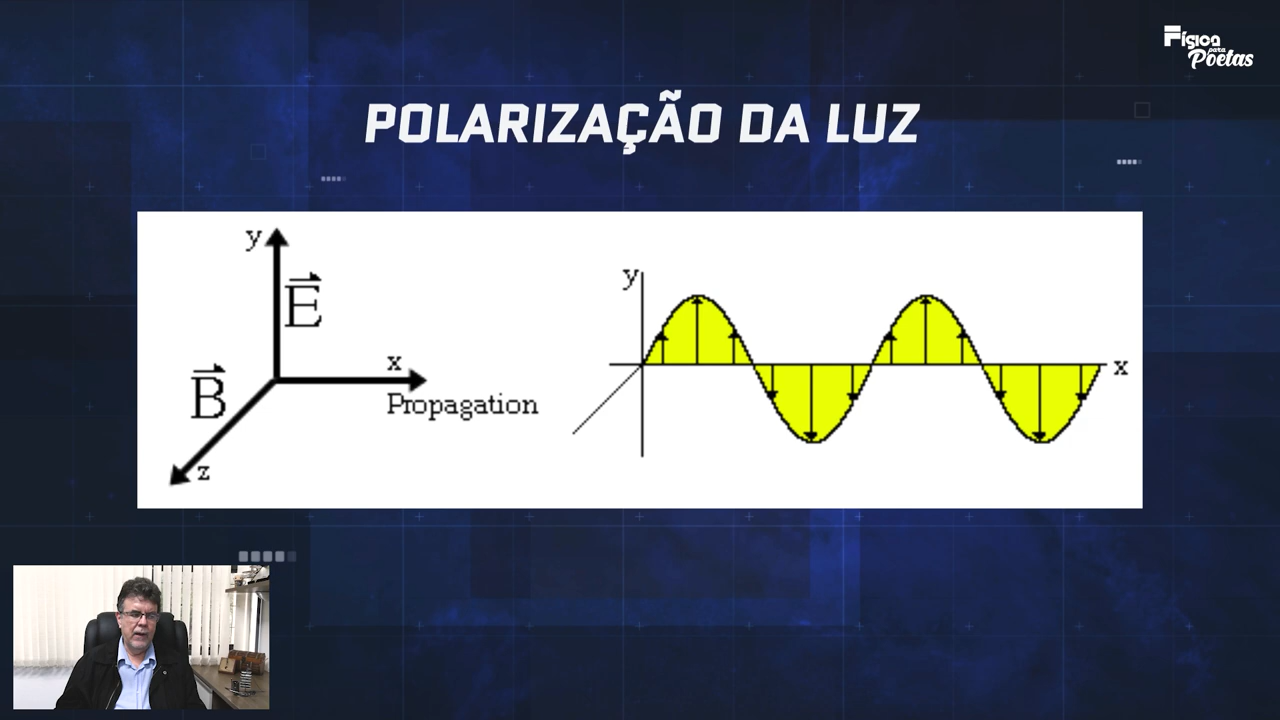 Física
para
Poetas
POLARIZAÇÃO DA LUZ
y
E
x
Propagation
B
z
y
x